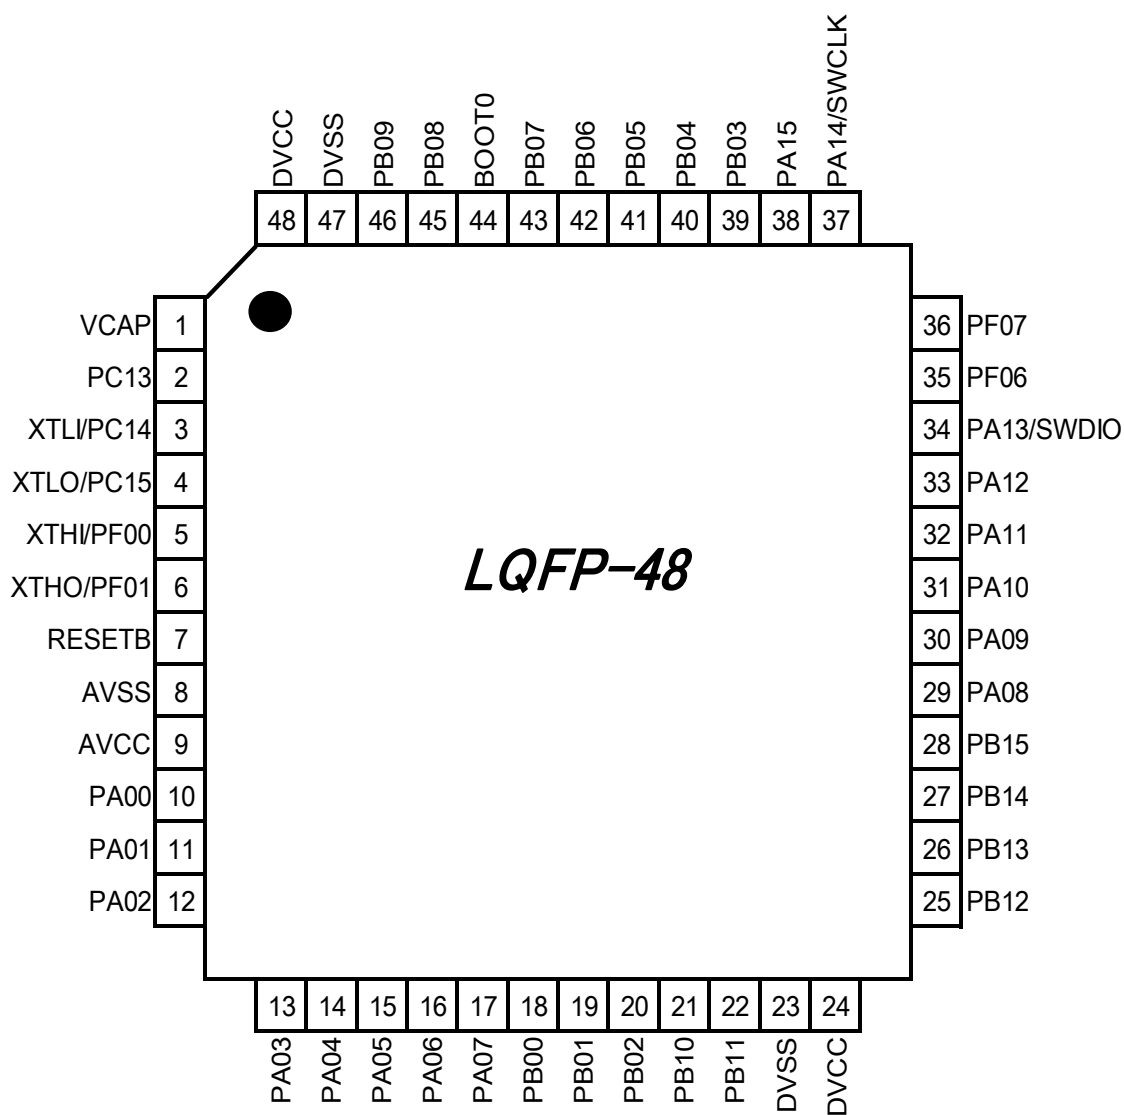 DVCC DVSS PB09 PB08 BOOT0 PB07 PB06 PB05 PB04 PB03 PA15 PA14/SWCLK
48 47 46 45 44 43 42 41 40 39 38 37
VCAP 1 36 PF07
PC13 2 35 PF06
XTLI/PC14 3 34 PA13/SWDIO
XTLO/PC15 4 33 PA12
XTHI/PF00 5 32 PA11
XTHO/PF01 6 31 PA10
RESETB 7 30 PA09
AVSS 8 29 PA08
AVCC 9 28 PB15
PA00 10 27 PB14
PA01 11 26 PB13
PA02 12 25 PB12
LQFP-48
13 14 15 16 17 18 19 20 21 22 23 24
PA03 PA04 PA05 PA06 PA07 PB00 PB01 PB02 PB10 PB11 DVSS DVCC